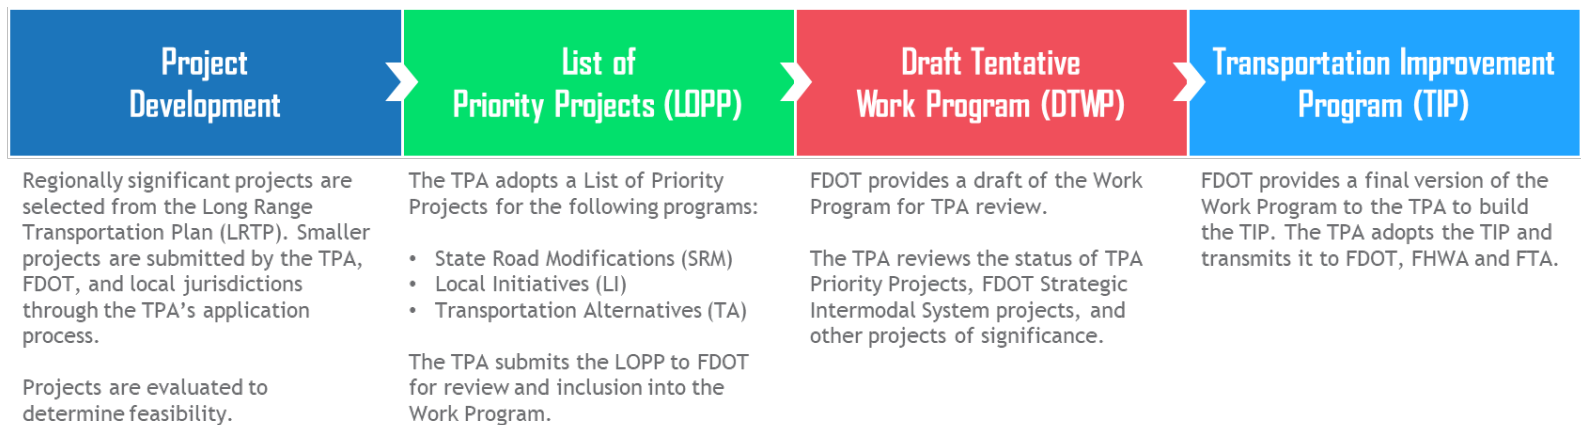 Project
Development
List of
Priority Projects (LOPP)
Draft Tentative
Work Program (DTWP)
Transportation Improvement
Program (TIP)
Regionally significant projects are
selected from the Long Range
Transportation Plan (LRTP). Smaller
projects are submitted by the TPA,
FDOT, and local jurisdictions
through the TPA’s application
process.
Projects are evaluated to
determine feasibility.
The TPA adopts a List of Priority
Projects for the following programs:
• State Road Modifications (SRM)
• Local Initiatives (LI)
• Transportation Alternatives (TA)
The TPA submits the LOPP to FDOT
for review and inclusion into the
Work Program.
FDOT provides a draft of the Work
Program for TPA review.
The TPA reviews the status of TPA
Priority Projects, FDOT Strategic
Intermodal System projects, and
other projects of significance.
FDOT provides a final version of the
Work Program to the TPA to build
the TIP. The TPA adopts the TIP and
transmits it to FDOT, FHWA and FTA.